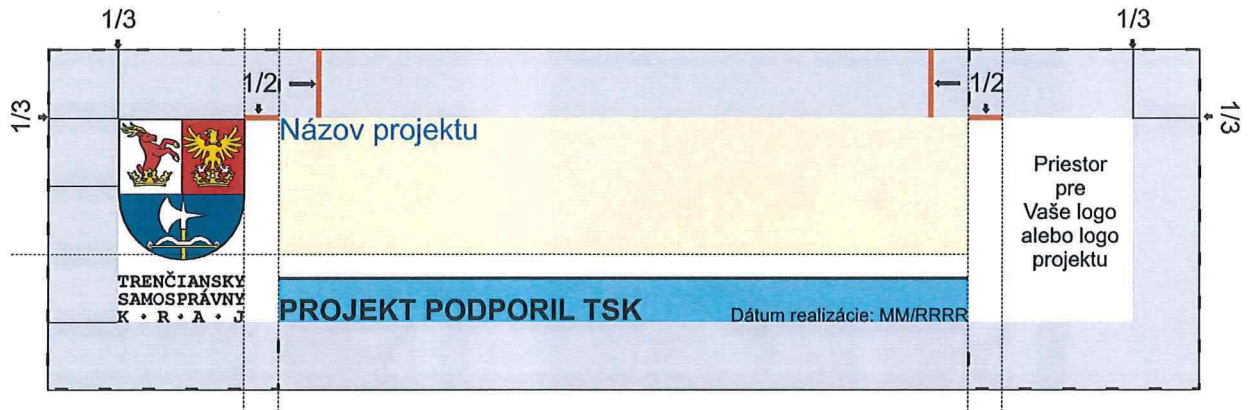 1/3
1/3
1/2
1/2
1/3
1/3
Názov projektu
Priestor
pre
Vaše logo
alebo logo
projektu
TRENČIANSKY
SAMOSPRÁVNY
K · R · A · J
PROJEKT PODPORIL TSK
Dátum realizácie: MM/RRRR